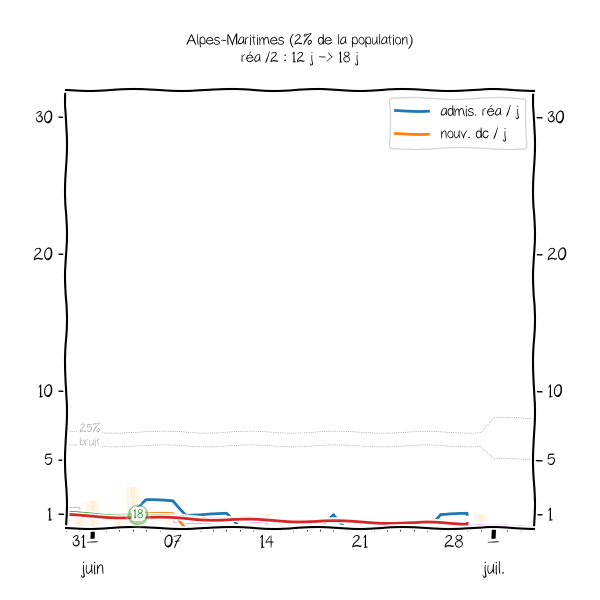 Alpes-Maritimes (2% de la population)
réa /2 : 12 j -> 18 j
admis. réa / j
nouv. dc / j
30
30
20
20
10
10
25%
bruit
5
5
1
18
1
31
07
14
21
28
juin
juil.